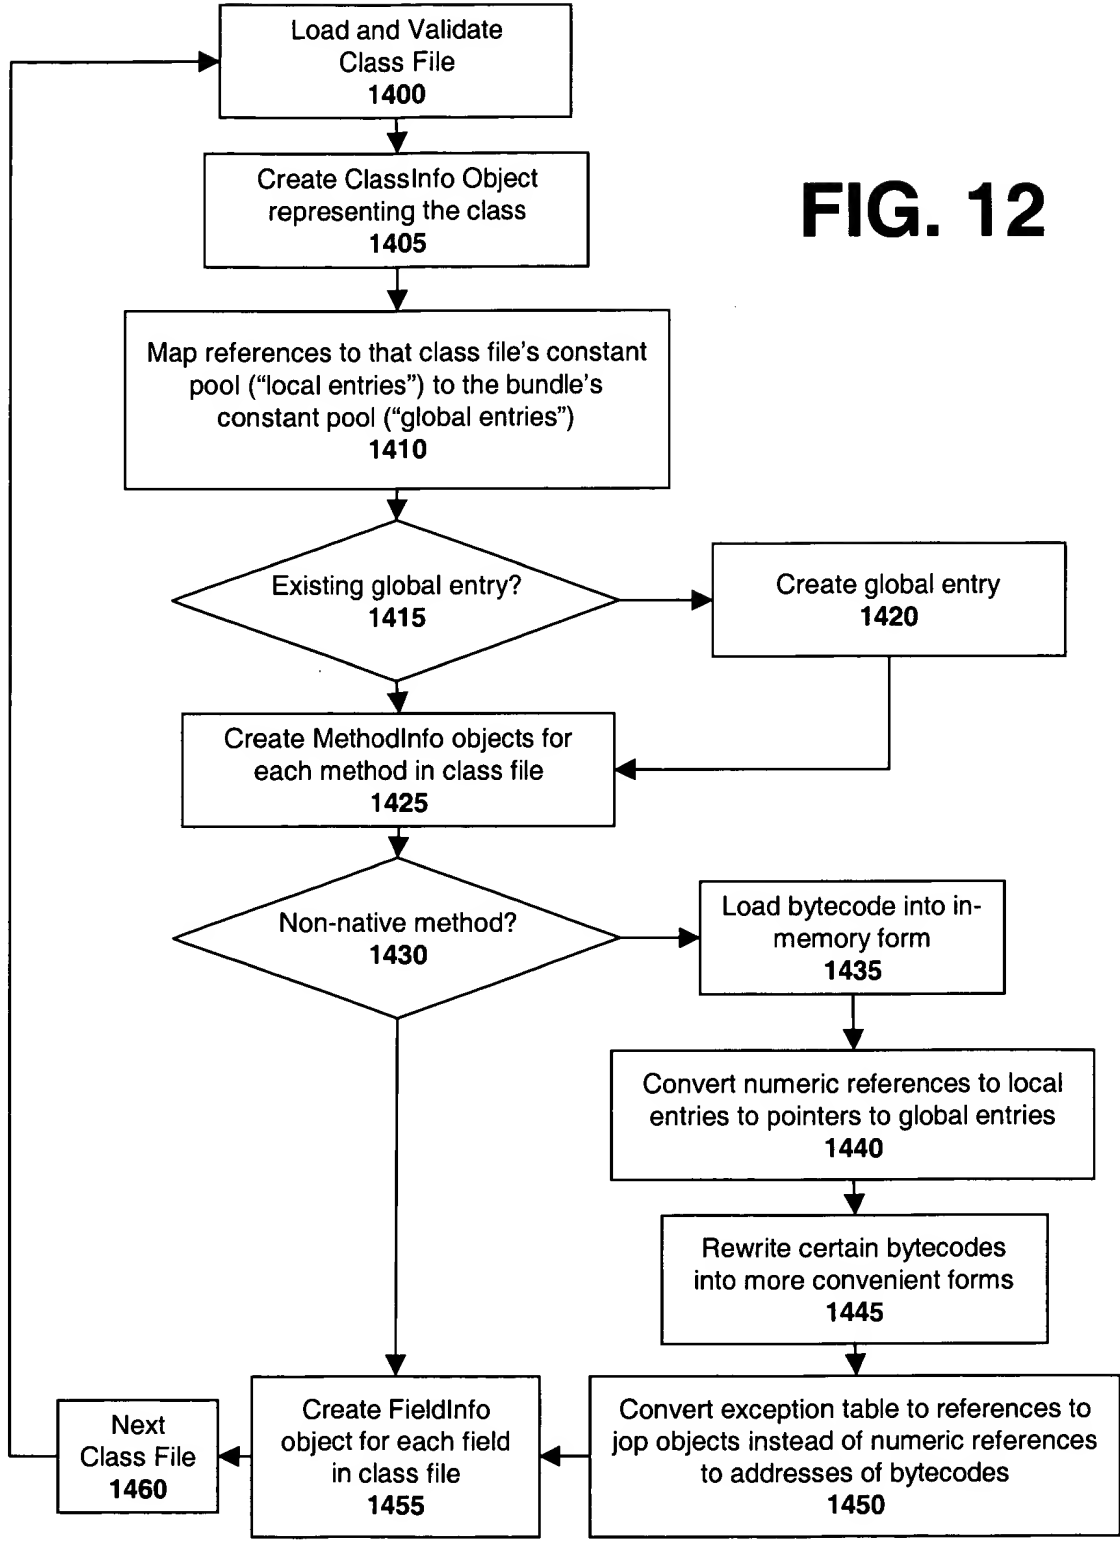 Load and Validate
Class File
1400
Create ClassInfo Object
representing the class
1405
FIG. 12
Map references to that class file's constant
pool (“local entries”) to the bundle's
constant pool (“global entries”)
1410
Existing global entry?
1415
Create global entry
1420
Create MethodInfo objects for
each method in class file
1425
Non-native method?
1430
Load bytecode into in-
memory form
1435
Convert numeric references to local
entries to pointers to global entries
1440
Rewrite certain bytecodes
into more convenient forms
1445
Convert exception table to references to
jop objects instead of numeric references
to addresses of bytecodes
1450
Create FieldInfo
object for each field
in class file
1455
Next
Class File
1460